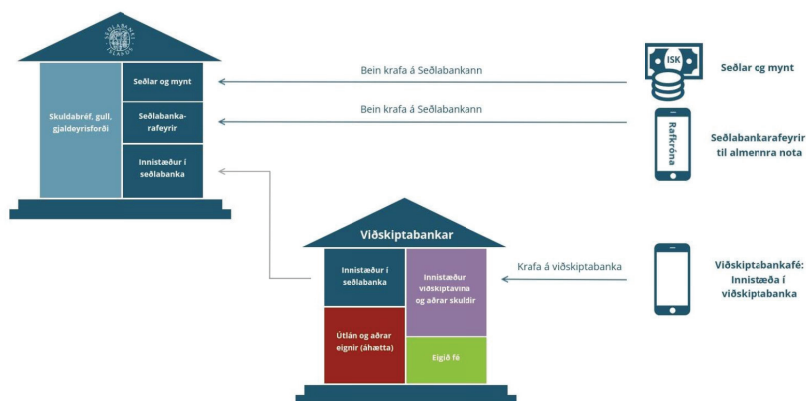 SEÐLABANKI ÍSLANDS
Skuldabréf, gull,
gjaldeyrisforði
Seðlar og mynt
Seðlabanka-
rafeyrir
Innistæður í
seðlabanka
Bein krafa á Seðlabankann
Bein krafa á Seðlabankann
ISK
Seðlar og mynt
Rafkróna
Seðlabankarafeyrir
til almennra nota
Viðskiptabankar
Innistæður í
seðlabanka
Útlán og aðrar
eignir (áhætta)
Innistæður
viðskiptavina
og aðrar skuldir
Eigið fé
Krafa á viðskiptabanka
Viðskiptabankafé:
Innistæða í
viðskiptabanka